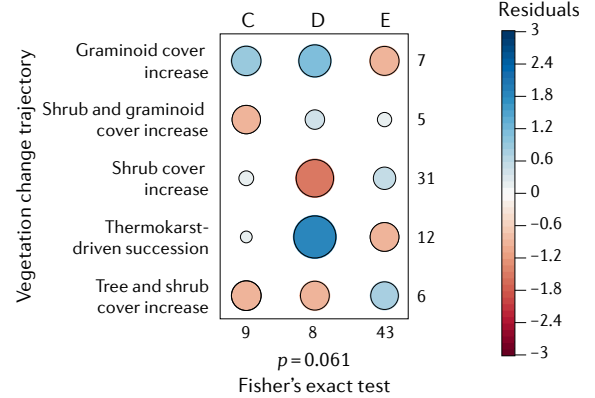 Residuals
C D E
Vegetation change trajectory
Graminoid cover
increase
7
Shrub and graminoid
cover increase
5
Shrub cover
increase
31
Thermokarst-
driven succession
12
Tree and shrub
cover increase
6
9 8 43
p = 0.061
Fisher's exact test
3
2.4
1.8
1.2
0.6
0
−0.6
−1.2
−1.8
−2.4
−3